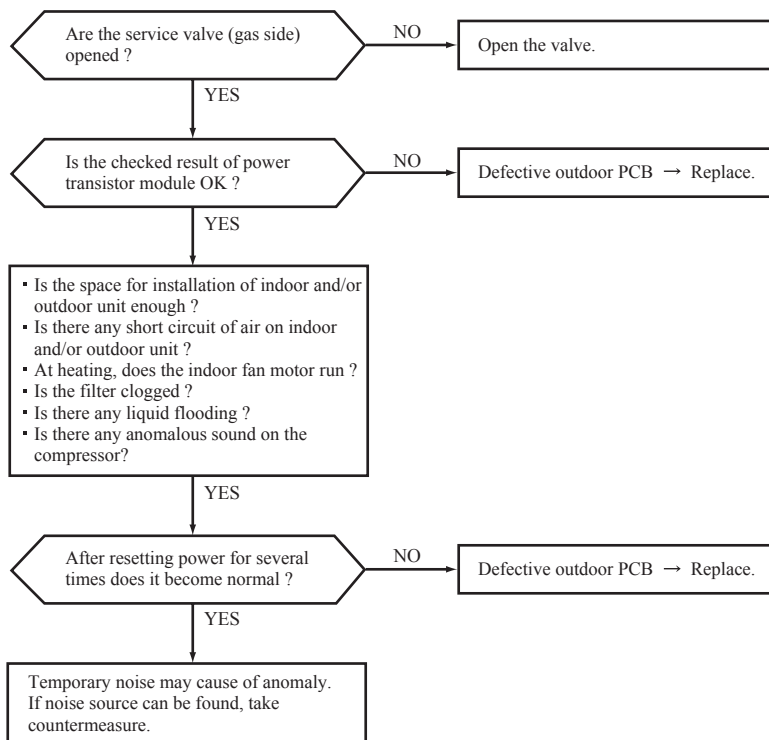 Are the service valve (gas side)
opened ?
NO
Open the valve.
YES
Is the checked result of power
transistor module OK ?
NO
Defective outdoor PCB → Replace.
YES
▪ Is the space for installation of indoor and/or
outdoor unit enough ?
▪ Is there any short circuit of air on indoor
and/or outdoor unit ?
▪ At heating, does the indoor fan motor run ?
▪ Is the filter clogged ?
▪ Is there any liquid flooding ?
▪ Is there any anomalous sound on the
compressor?
YES
After resetting power for several
times does it become normal ?
NO
Defective outdoor PCB → Replace.
YES
Temporary noise may cause of anomaly.
If noise source can be found, take
countermeasure.